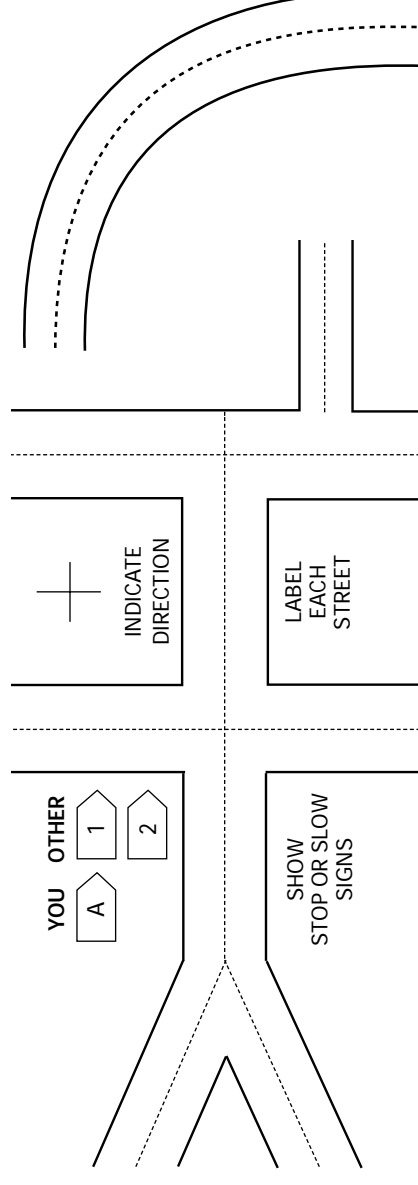 YOU OTHER
A 1
2
INDICATE
DIRECTION
SHOW
STOP OR SLOW
SIGNS
LABEL
EACH
STREET